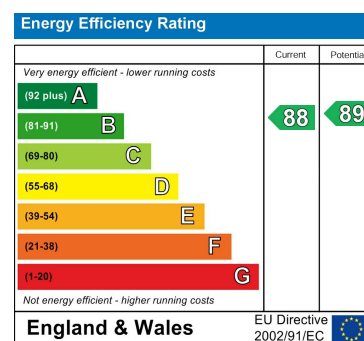 Energy Efficiency Rating
Current Potential
Very energy efficient - lower running costs
(92 plus) A
(81-91) B
88 89
(69-80) C
(55-68) D
(39-54) E
(21-38) F
(1-20) G
Not energy efficient - higher running costs
England & Wales
EU Directive
2002/91/EC